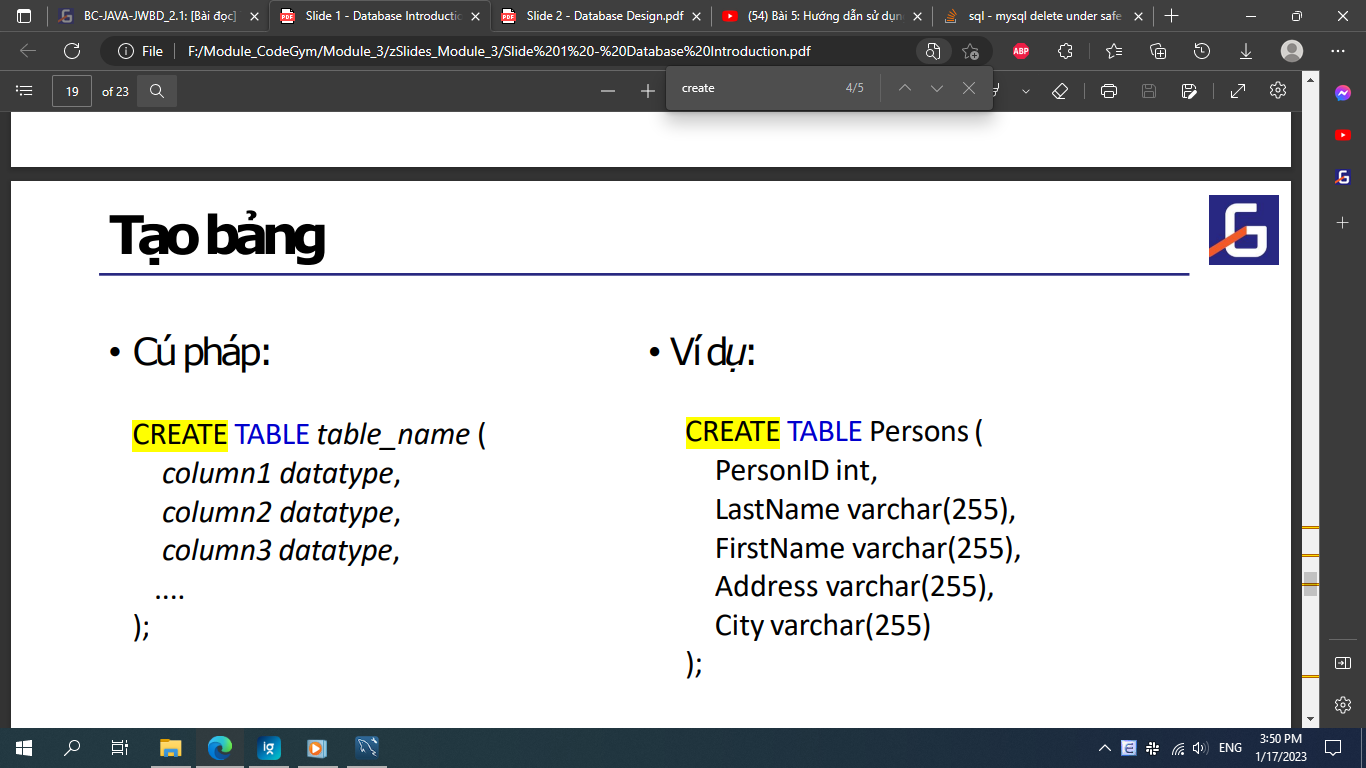 BC-JAVA-JWBD_2.1: [Bài đọc]
Slide 1 - Database Introductio
Slide 2 - Database Design.pdf
(54) Bài 5: Hướng dẫn sử dụn
sql - mysql delete under safe
File
F:/Module_CodeGym/Module_3/zSlides_Module_3/Slide%201%20-%20Database%20Introduction.pdf
ABP
19 of 23
create 4/5
Tạo bảng
G
• Cú pháp:
CREATE TABLE table_name (
column1 datatype,
column2 datatype,
column3 datatype,
....
);
• Ví dụ:
CREATE TABLE Persons (
PersonID int,
LastName varchar(255),
FirstName varchar(255),
Address varchar(255),
City varchar(255)
);
ENG
3:50 PM
1/17/2023